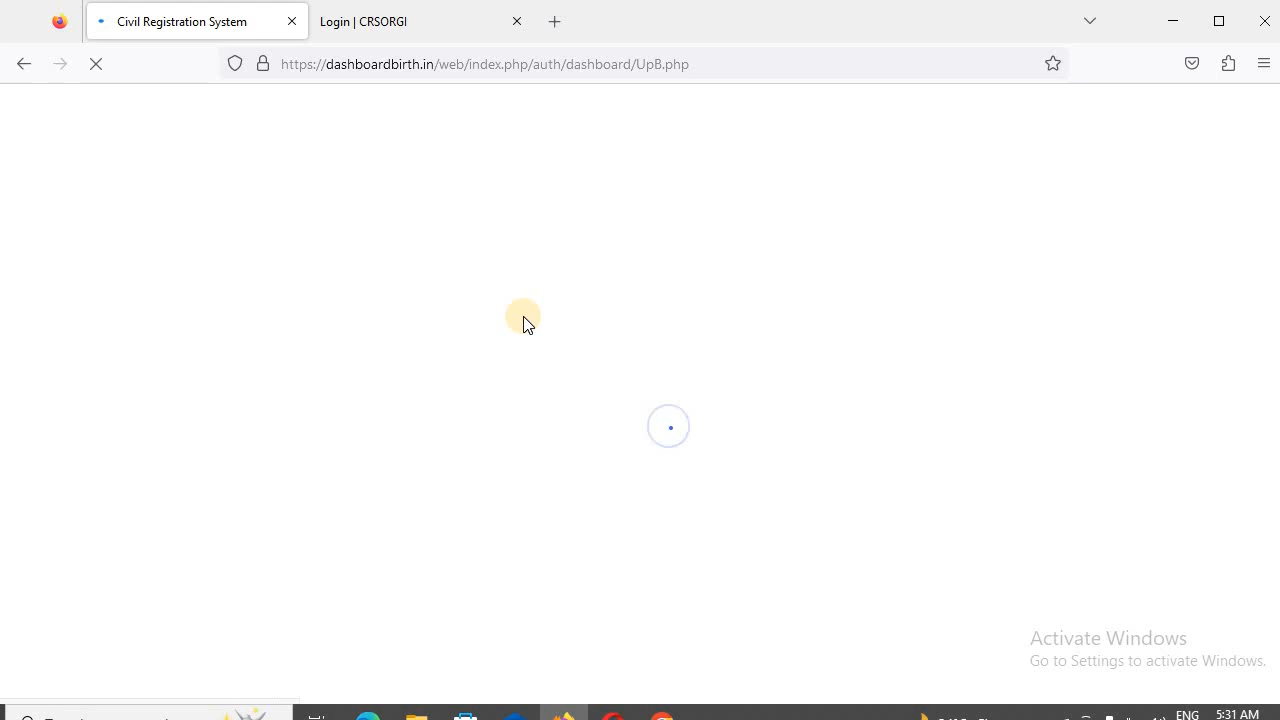 Civil Registration System
Login | CRSORGI
https://dashboardbirth.in/web/index.php/auth/dashboard/UpB.php
Activate Windows
Go to Settings to activate Windows.
ENG
5:31 AM